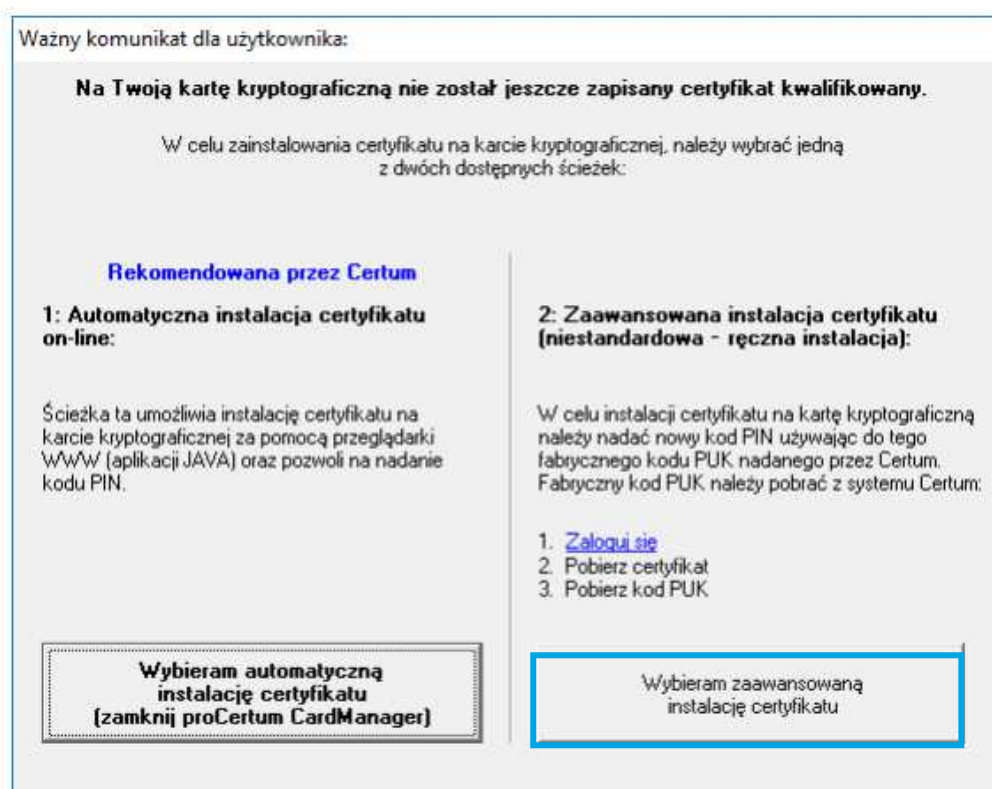 Ważny komunikat dla użytkownika:
Na Twoją kartę kryptograficzną nie został jeszcze zapisany certyfikat kwalifikowany.
W celu zainstalowania certyfikatu na karcie kryptograficznej, należy wybrać jedną
z dwóch dostępnych ścieżek:
Rekomendowana przez Certum
1: Automatyczna instalacja certyfikatu
on-line:
Ścieżka ta umożliwia instalację certyfikatu na
karcie kryptograficznej za pomocą przeglądarki
WWW (aplikacji JAVA) oraz pozwoli na nadanie
kodu PIN.
Wybieram automatyczną
instalację certyfikatu
(zamknij proCertum CardManager)
2: Zaawansowana instalacja certyfikatu
(niestandardowa - ręczna instalacja):
W celu instalacji certyfikatu na kartę kryptograficzną
należy nadać nowy kod PIN używając do tego
fabrycznego kodu PUK nadanego przez Certum.
Fabryczny kod PUK należy pobrać z systemu Certum:
1. Zaloguj się
2. Pobierz certyfikat
3. Pobierz kod PUK
Wybieram zaawansowaną
instalację certyfikatu